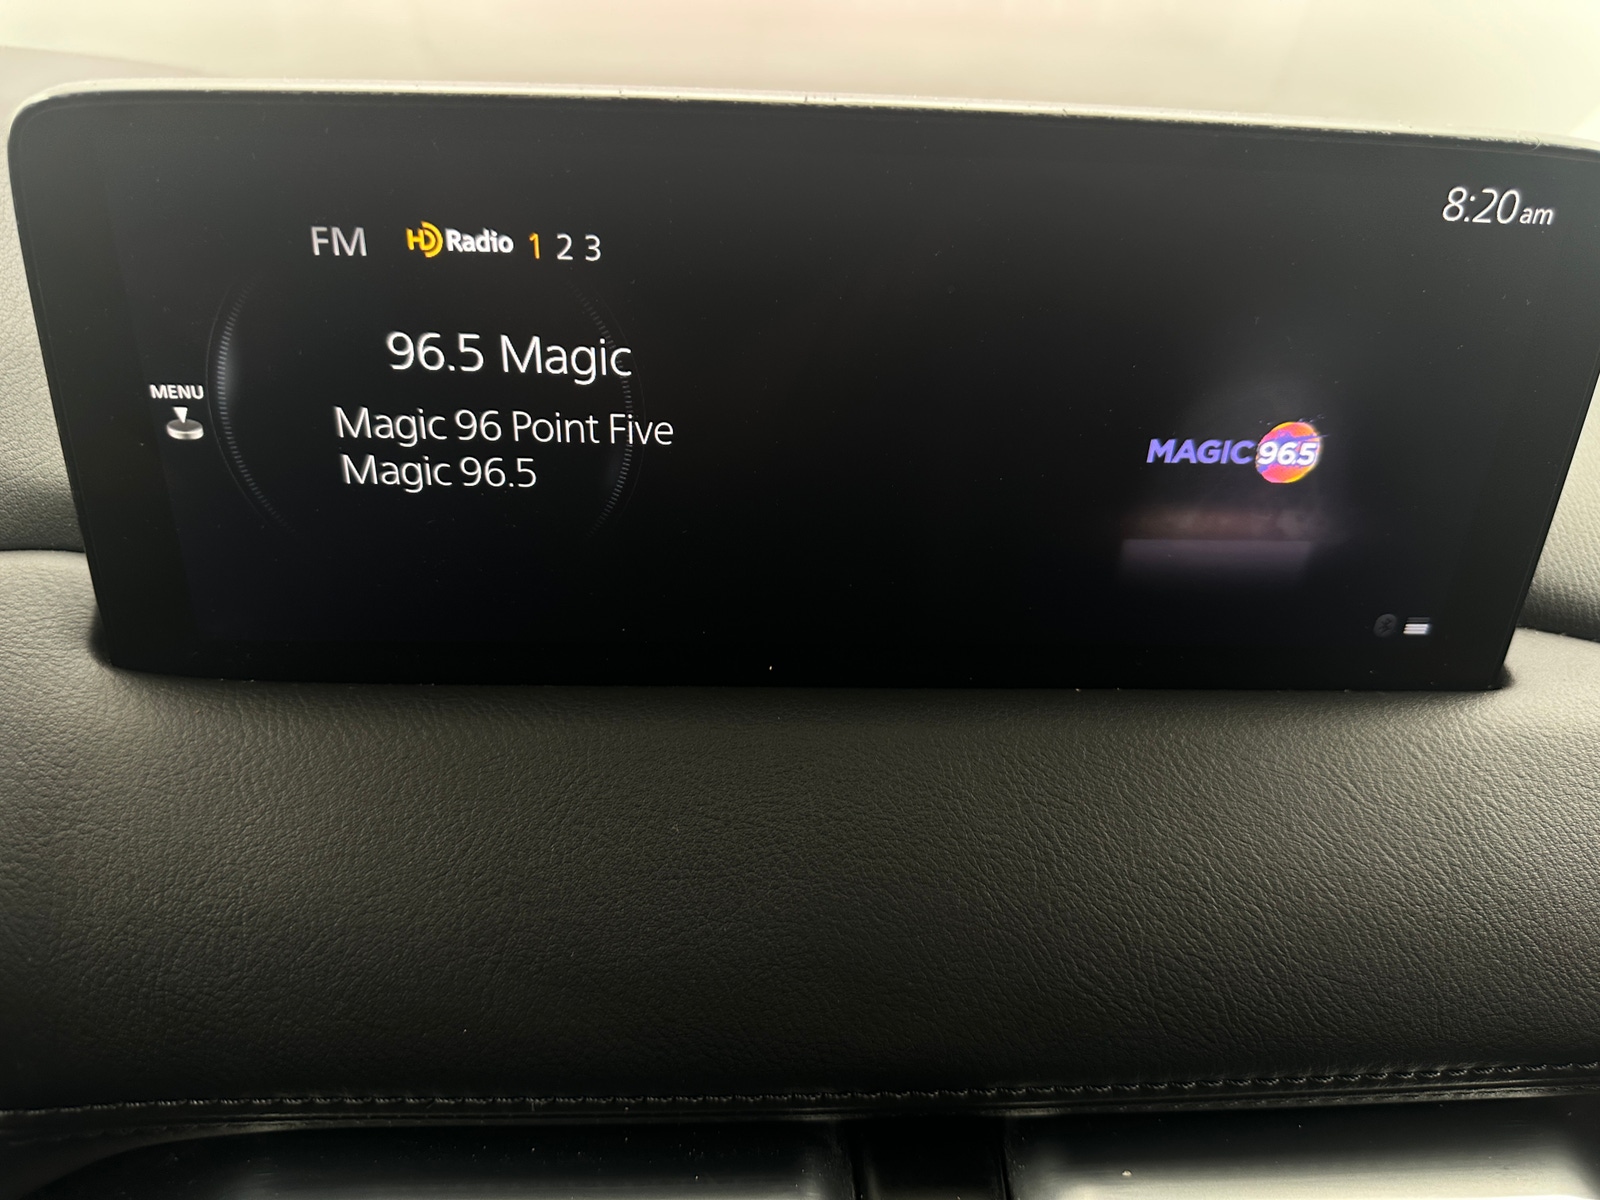 8:20am
FM HD Radio 1 2 3
96.5 Magic
MENU
Magic 96 Point Five
Magic 96.5
MAGIC 96.5